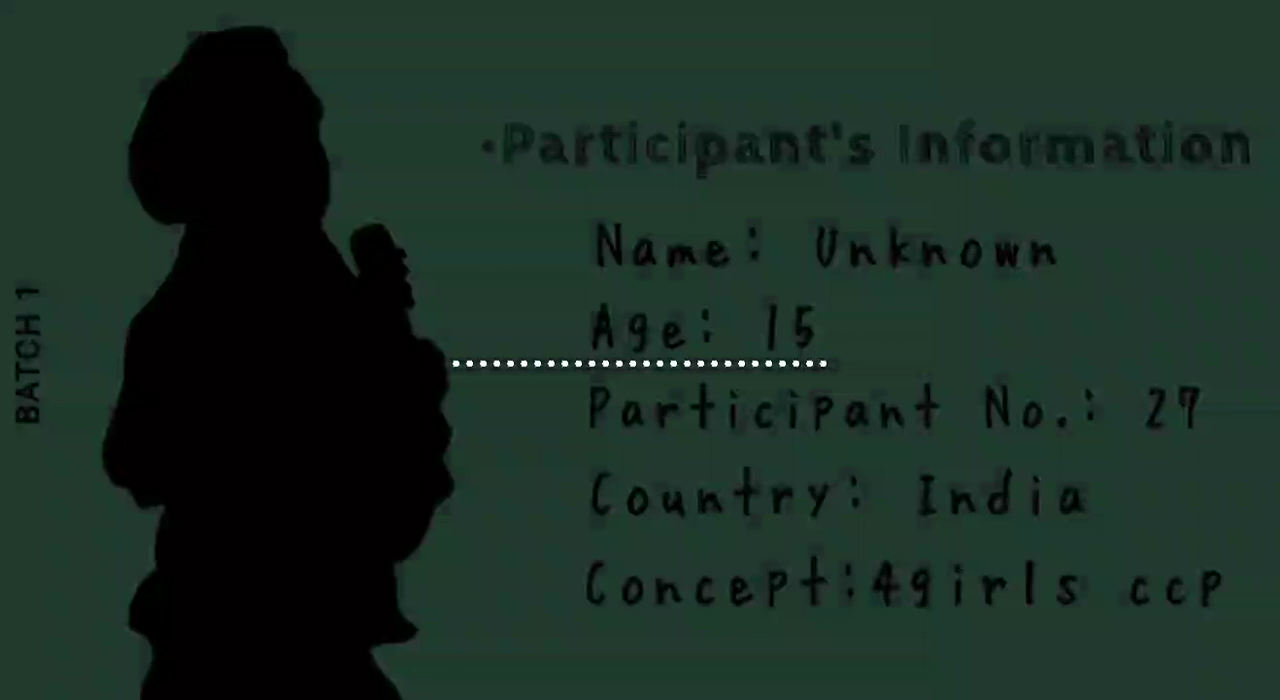 ·Participant's Information
Name: Unknown
Age: 15
Participant No.: 27
Country: India
Concept:4girls ccp
BATCH 1